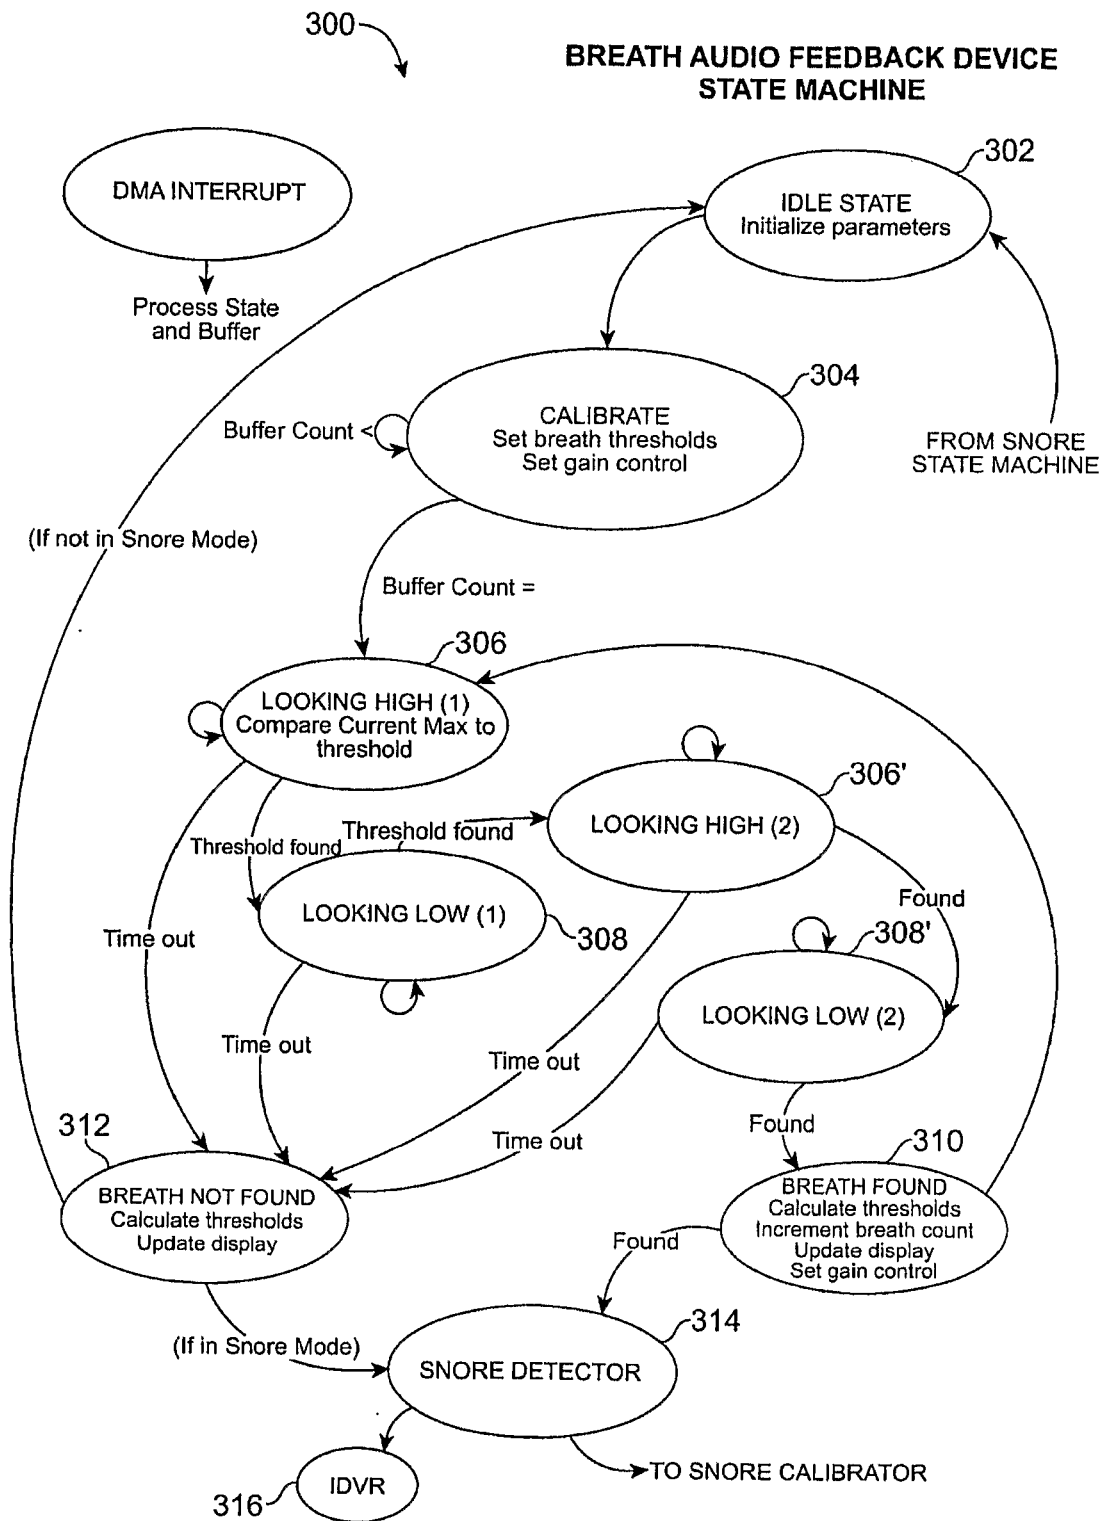 300
BREATH AUDIO FEEDBACK DEVICE
STATE MACHINE
302
DMA INTERRUPT
IDLE STATE
Initialize parameters
Process State
and Buffer
304
CALIBRATE
Set breath thresholds
Set gain control
Buffer Count <
FROM SNORE
STATE MACHINE
(If not in Snore Mode)
Buffer Count =
306
LOOKING HIGH (1)
Compare Current Max to
threshold
306'
LOOKING HIGH (2)
Threshold found
Threshold found
LOOKING LOW (1)
308
Found
308'
LOOKING LOW (2)
Time out
Time out
Time out
Time out
Found
312
BREATH NOT FOUND
Calculate thresholds
Update display
310
BREATH FOUND
Calculate thresholds
Increment breath count
Update display
Set gain control
Found
314
(If in Snore Mode)
SNORE DETECTOR
TO SNORE CALIBRATOR
IDVR
316